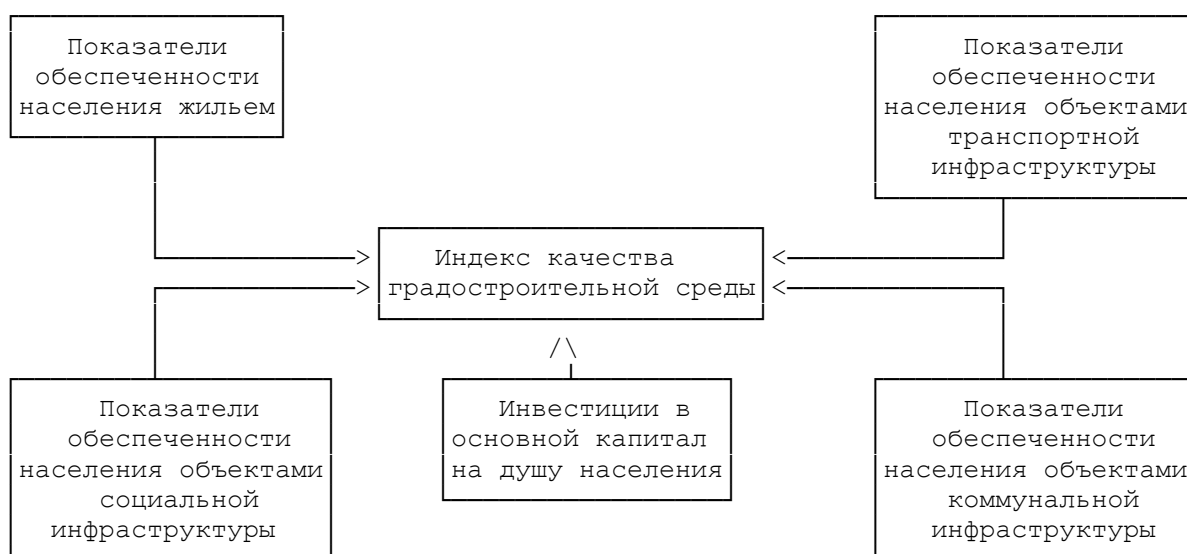 Показатели
обеспеченности
населения жильем
Показатели
обеспеченности
населения объектами
транспортной
инфраструктуры
Индекс качества
градостроительной среды
Показатели
обеспеченности
населения объектами
социальной
инфраструктуры
Инвестиции в
основной капитал
на душу населения
Показатели
обеспеченности
населения объектами
коммунальной
инфраструктуры